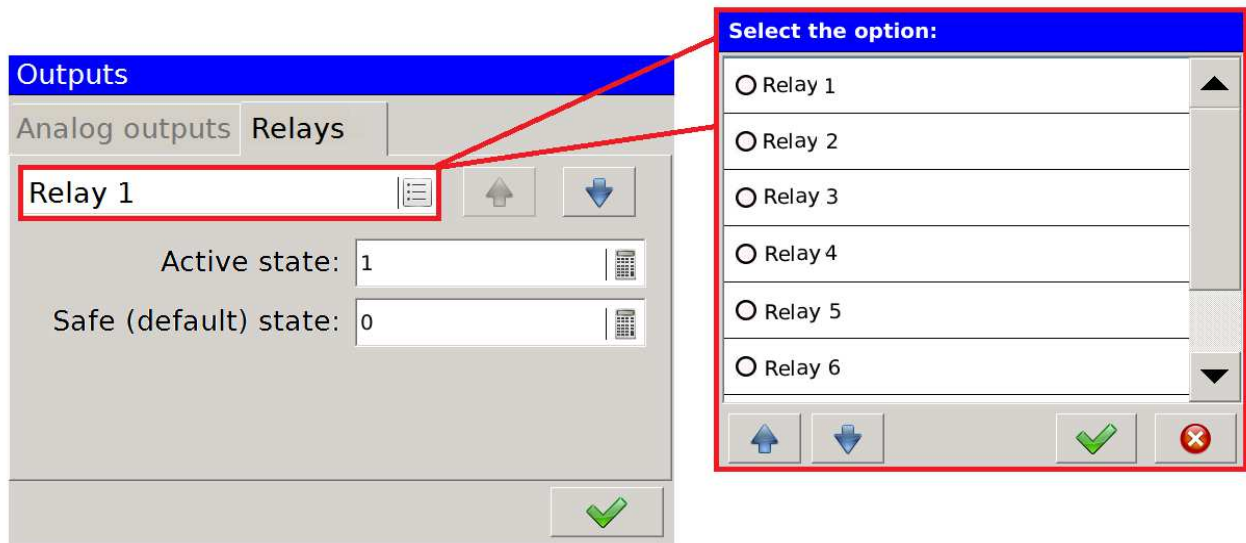 Outputs
Analog outputs Relays
Relay 1
Active state: 1
Safe (default) state: 0
Select the option:
Relay 1
Relay 2
Relay 3
Relay 4
Relay 5
Relay 6